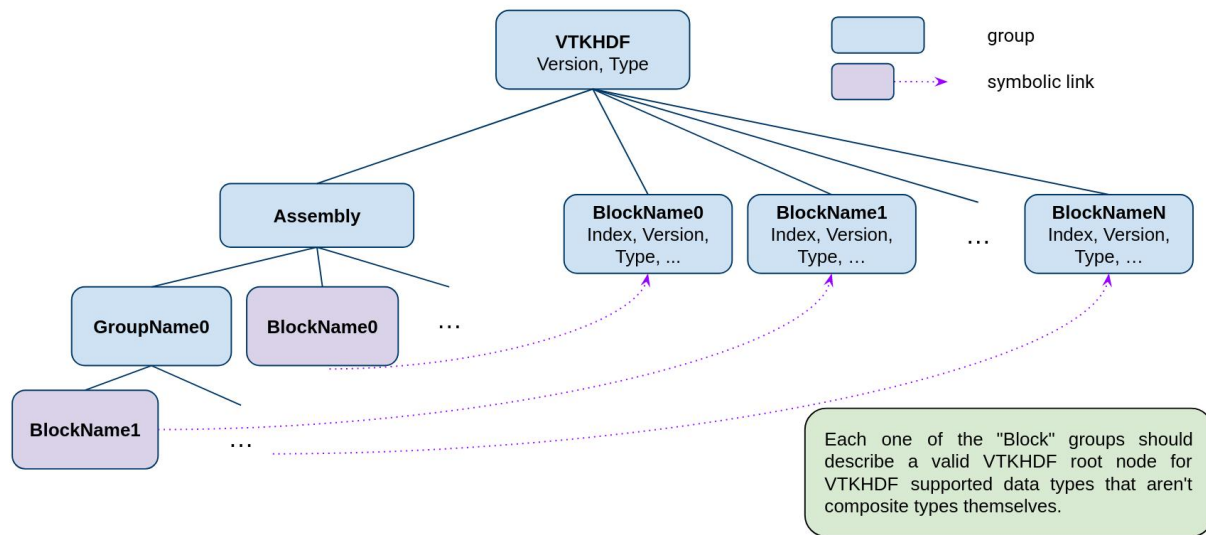 VTKHDF
Version, Type
group
symbolic link
Assembly
BlockName0
Index, Version,
Type, ...
BlockName1
Index, Version,
Type, …
...
BlockNameN
Index, Version,
Type, …
GroupName0
BlockName0
...
BlockName1
...
Each one of the "Block" groups should
describe a valid VTKHDF root node for
VTKHDF supported data types that aren't
composite types themselves.